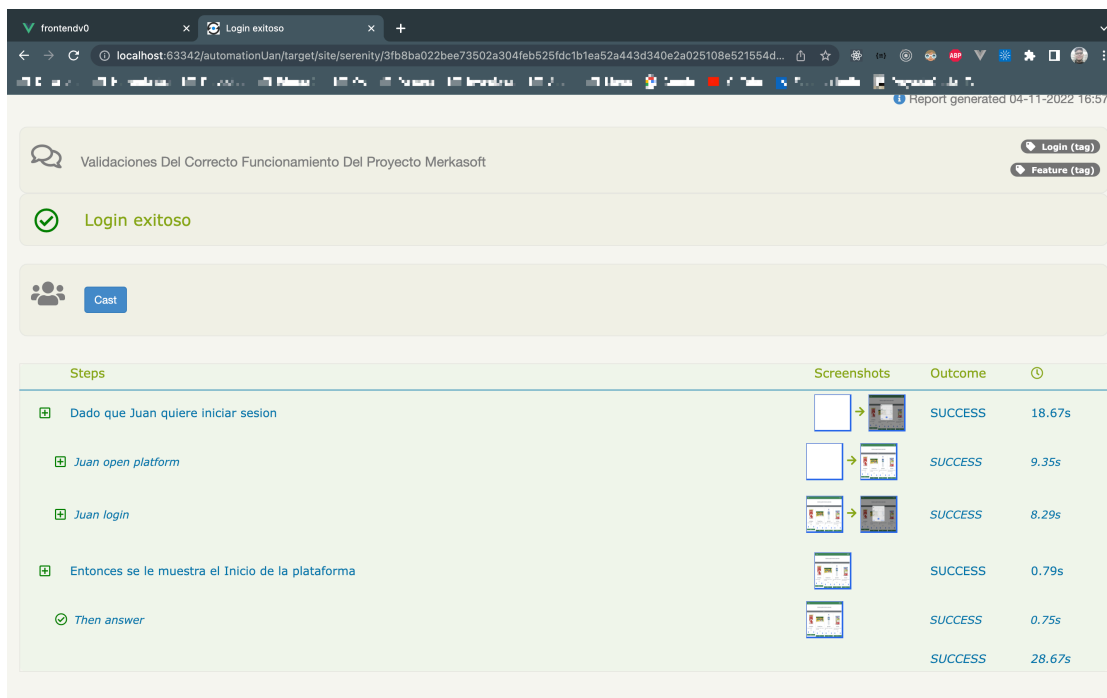 frontendv0
Login exitoso
localhost:63342/automationUan/target/site/serenity/3fb8ba022bee73502a304feb525fdc1b1ea52a443d340e2a025108e521554d...
ABP
Report generated 04-11-2022 16:57
Validaciones Del Correcto Funcionamiento Del Proyecto Merkasoft
Login (tag)
Feature (tag)
Login exitoso
Cast
Steps Screenshots Outcome
Dado que Juan quiere iniciar sesion SUCCESS 18.67s
Juan open platform SUCCESS 9.35s
Juan login SUCCESS 8.29s
Entonces se le muestra el Inicio de la plataforma SUCCESS 0.79s
Then answer SUCCESS 0.75s
SUCCESS 28.67s